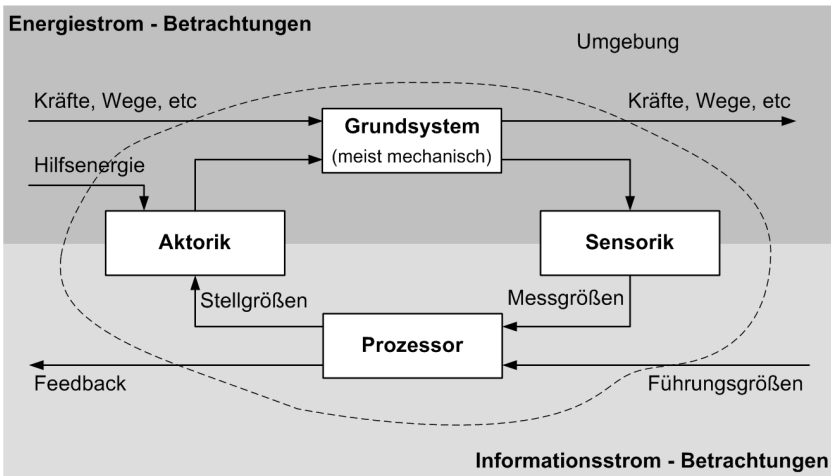 Energiestrom - Betrachtungen
Umgebung
Kräfte, Wege, etc
Kräfte, Wege, etc
Grundsystem
(meist mechanisch)
Hilfsenergie
Aktorik
Sensorik
Stellgrößen
Messgrößen
Prozessor
Feedback
Führungsgrößen
Informationsstrom - Betrachtungen